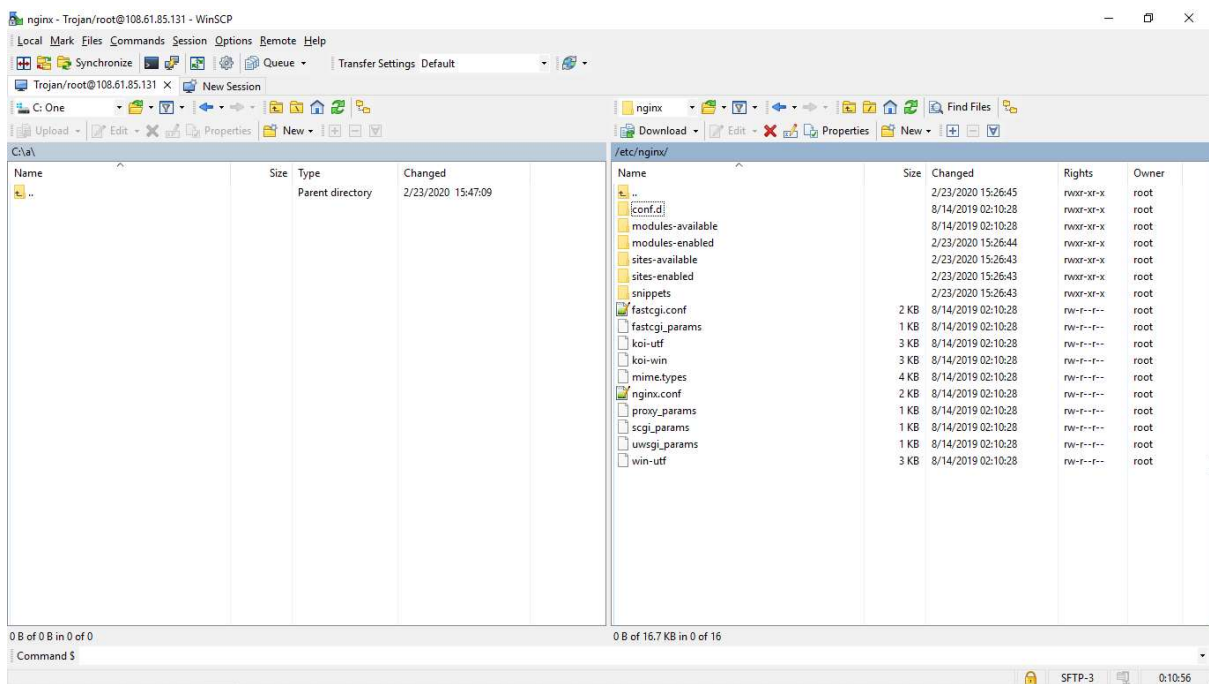 nginx - Trojan/root@108.61.85.131 - WinSCP
Local Mark Files Commands Session Options Remote Help
Synchronize Queue Transfer Settings Default
Trojan/root@108.61.85.131 X New Session
C: One
Upload Edit Properties New
C:\a\
Name Size Type Changed
.. Parent directory 2/23/2020 15:47:09
0 B of 0 B in 0 of 0
nginx Find Files
Download Edit Properties New
/etc/nginx/
Name Size Changed Rights Owner
.. 2/23/2020 15:26:45 rwxr-xr-x root
conf.d 8/14/2019 02:10:28 rwxr-xr-x root
modules-available 8/14/2019 02:10:28 rwxr-xr-x root
modules-enabled 2/23/2020 15:26:44 rwxr-xr-x root
sites-available 2/23/2020 15:26:43 rwxr-xr-x root
sites-enabled 2/23/2020 15:26:43 rwxr-xr-x root
snippets 2/23/2020 15:26:43 rwxr-xr-x root
fastcgi.conf 2 KB 8/14/2019 02:10:28 rw-r--r-- root
fastcgi_params 1 KB 8/14/2019 02:10:28 rw-r--r-- root
koi-utf 3 KB 8/14/2019 02:10:28 rw-r--r-- root
koi-win 3 KB 8/14/2019 02:10:28 rw-r--r-- root
mime.types 4 KB 8/14/2019 02:10:28 rw-r--r-- root
nginx.conf 2 KB 8/14/2019 02:10:28 rw-r--r-- root
proxy_params 1 KB 8/14/2019 02:10:28 rw-r--r-- root
scgi_params 1 KB 8/14/2019 02:10:28 rw-r--r-- root
uwsgi_params 1 KB 8/14/2019 02:10:28 rw-r--r-- root
win-utf 3 KB 8/14/2019 02:10:28 rw-r--r-- root
0 B of 16.7 KB in 0 of 16
Command $
SFTP-3 0:10:56